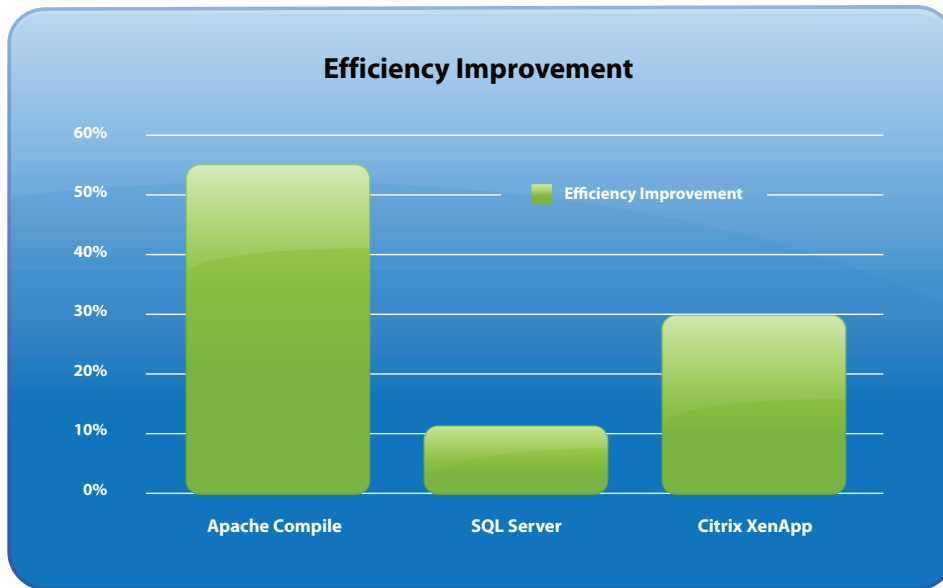 Efficiency Improvement
60%
50%
Efficiency Improvement
40%
30%
20%
10%
0%
Apache Compile
SQL Server
Citrix XenApp